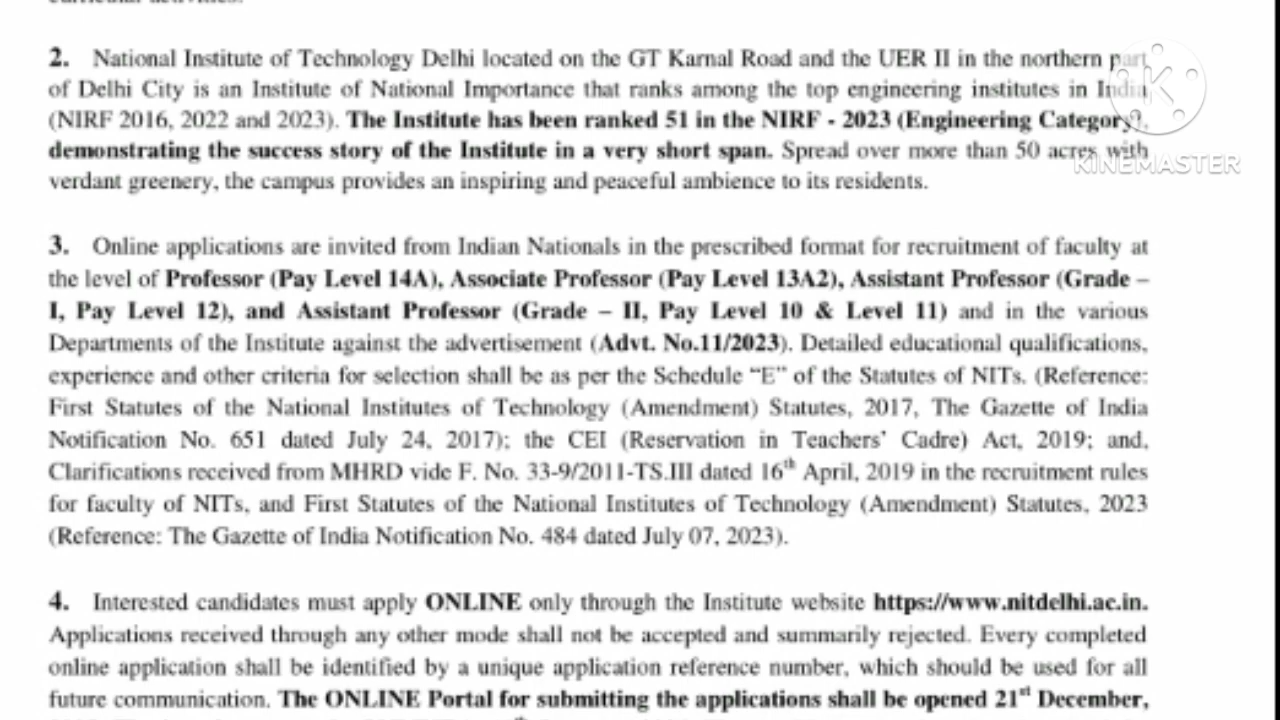 2. National Institute of Technology Delhi located on the GT Karnal Road and the UER II in the northern part
of Delhi City is an Institute of National Importance that ranks among the top engineering institutes in India
(NIRF 2016, 2022 and 2023). The Institute has been ranked 51 in the NIRF - 2023 (Engineering Category),
demonstrating the success story of the Institute in a very short span. Spread over more than 50 acres with
verdant greenery, the campus provides an inspiring and peaceful ambience to its residents.
KINEMASTER
3. Online applications are invited from Indian Nationals in the prescribed format for recruitment of faculty at
the level of Professor (Pay Level 14A), Associate Professor (Pay Level 13A2), Assistant Professor (Grade –
I, Pay Level 12), and Assistant Professor (Grade – II, Pay Level 10 & Level 11) and in the various
Departments of the Institute against the advertisement (Advt. No.11/2023). Detailed educational qualifications,
experience and other criteria for selection shall be as per the Schedule “E” of the Statutes of NITs. (Reference:
First Statutes of the National Institutes of Technology (Amendment) Statutes, 2017, The Gazette of India
Notification No. 651 dated July 24, 2017); the CEI (Reservation in Teachers’ Cadre) Act, 2019; and,
Clarifications received from MHRD vide F. No. 33-9/2011-TS.III dated 16th April, 2019 in the recruitment rules
for faculty of NITs, and First Statutes of the National Institutes of Technology (Amendment) Statutes, 2023
(Reference: The Gazette of India Notification No. 484 dated July 07, 2023).
4. Interested candidates must apply ONLINE only through the Institute website https://www.nitdelhi.ac.in.
Applications received through any other mode shall not be accepted and summarily rejected. Every completed
online application shall be identified by a unique application reference number, which should be used for all
future communication. The ONLINE Portal for submitting the applications shall be opened 21st December,